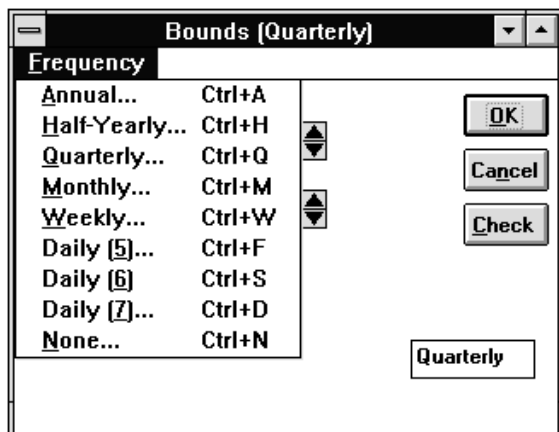 Bounds (Quarterly)
Frequency
Annual... Ctrl+A
Half-Yearly... Ctrl+H
Quarterly... Ctrl+Q
Monthly... Ctrl+M
Weekly... Ctrl+W
Daily (5)... Ctrl+F
Daily (6) Ctrl+S
Daily (7)... Ctrl+D
None... Ctrl+N
OK
Cancel
Check
Quarterly